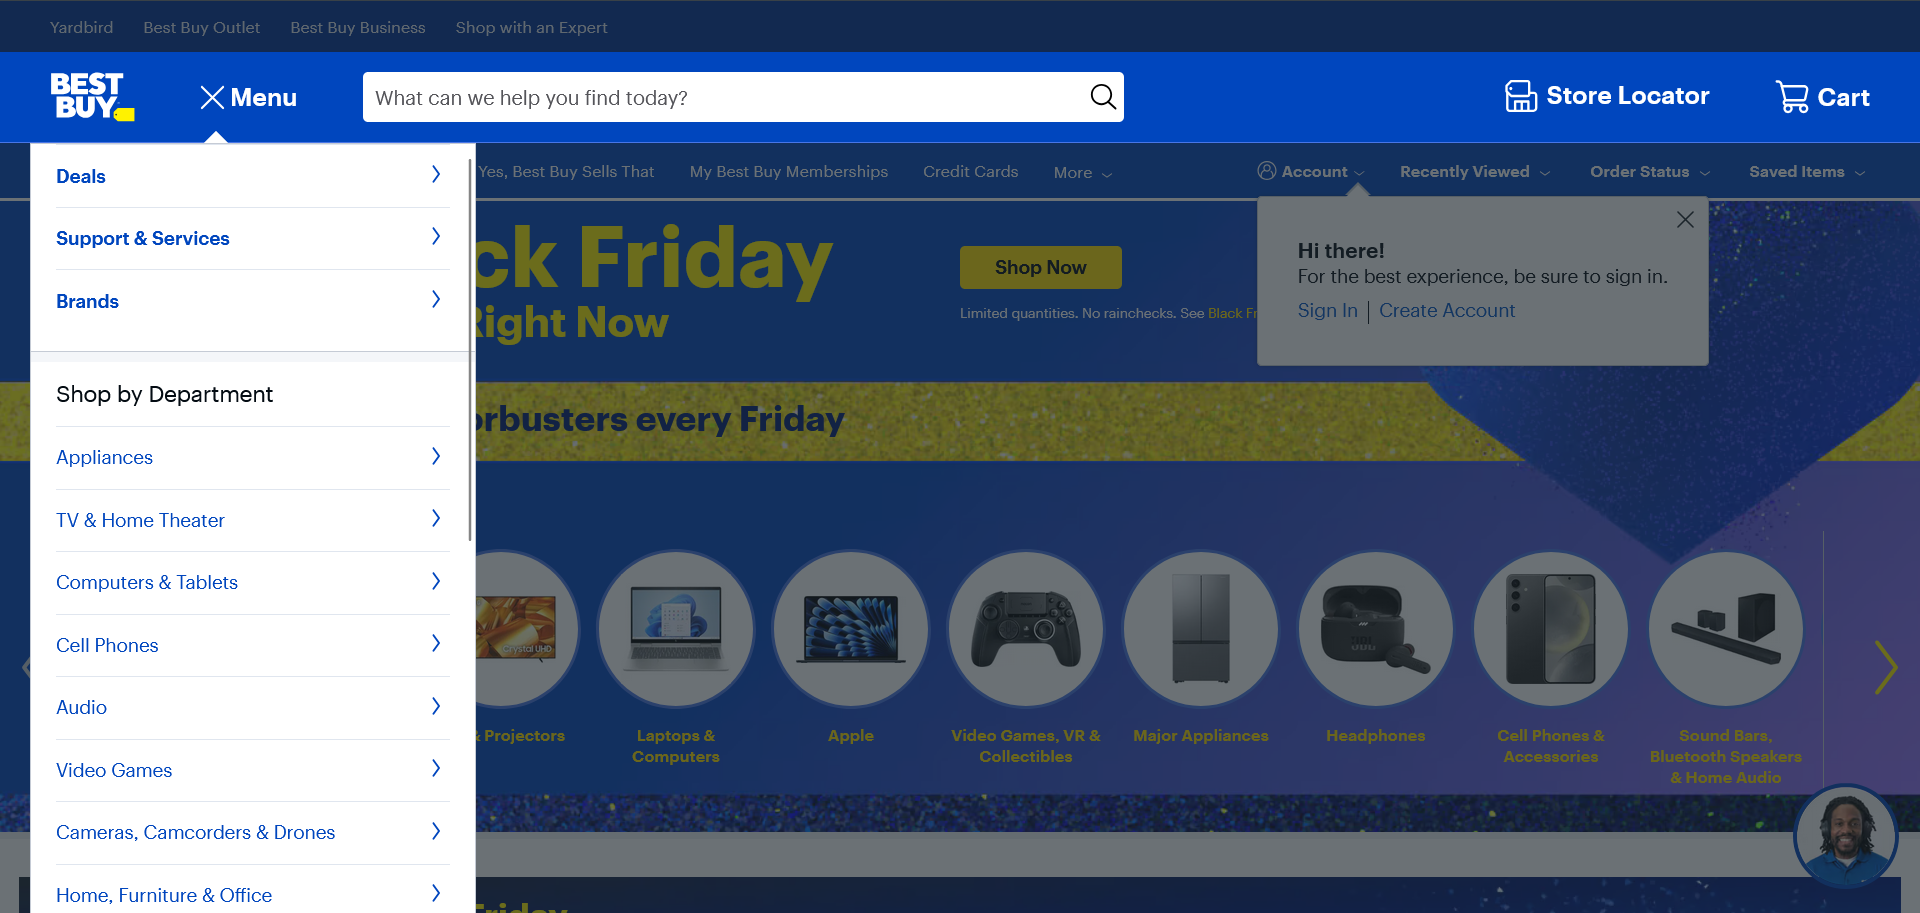 Yardbird
Best Buy Outlet
Best Buy Business
Shop with an Expert
BEST
BUY
Menu
What can we help you find today?
Store Locator
Cart
Yes, Best Buy Sells That
My Best Buy Memberships
Credit Cards
More
Account
Recently Viewed
Order Status
Saved Items
Deals
Support & Services
Brands
Shop by Department
Appliances
TV & Home Theater
Computers & Tablets
Cell Phones
Audio
Video Games
Cameras, Camcorders & Drones
Home, Furniture & Office
ck Friday
Right Now
Shop Now
Limited quantities. No rainchecks. See Black Fr
Hi there!
For the best experience, be sure to sign in.
Sign In
Create Account
orbusters every Friday
Crystal UHD
JBL
& Projectors
Laptops &
Computers
Apple
Video Games, VR &
Collectibles
Major Appliances
Headphones
Cell Phones &
Accessories
Sound Bars,
Bluetooth Speakers
& Home Audio
Friday